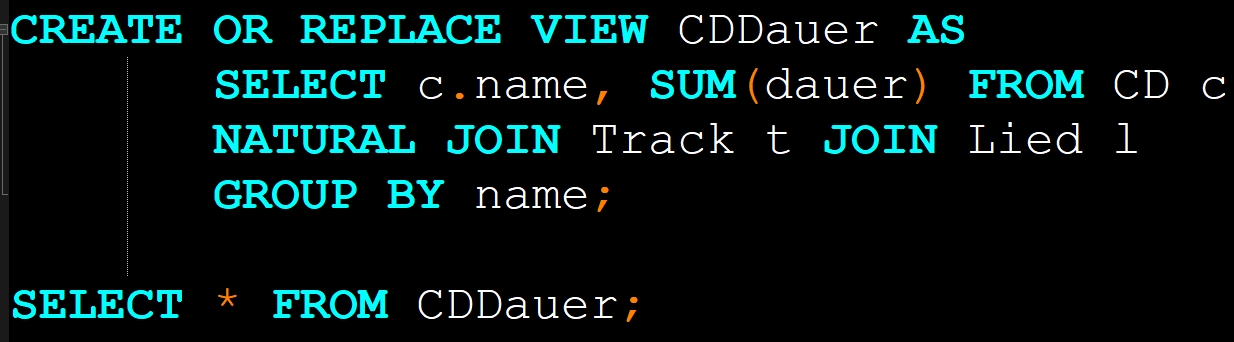 CREATE OR REPLACE VIEW CDDauer AS
SELECT c.name, SUM(dauer) FROM CD c
NATURAL JOIN Track t JOIN Lied l
GROUP BY name;
SELECT * FROM CDDauer;